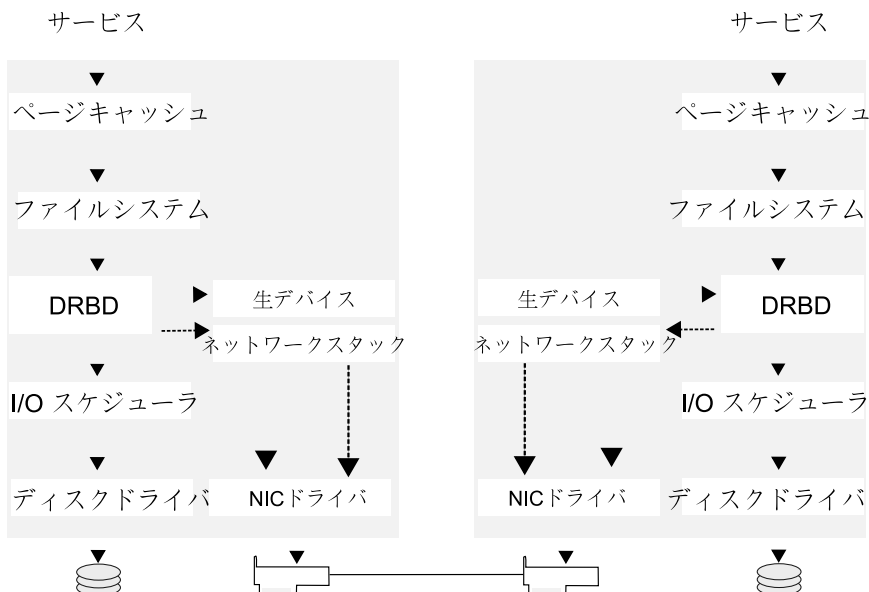 サービス
サービス
ページキャッシュ
ページキャッシュ
ファイルシステム
ファイルシステム
DRBD
生デバイス
生デバイス
DRBD
ネットワークスタック
ネットワークスタック
I/O スケジューラ
I/O スケジューラ
ディスクドライバ
NICドライバ
NICドライバ
ディスクドライバ